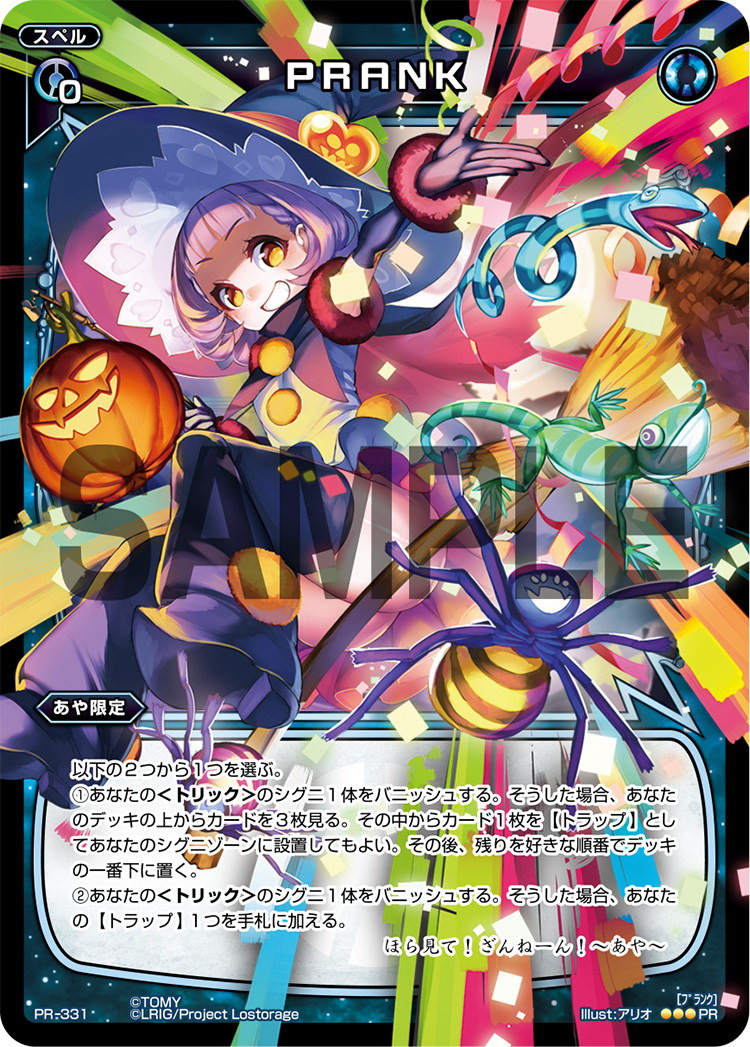 スペル
0
PRANK
SAMPLE
あや限定
以下の2つから1つを選ぶ。
①あなたの<トリック>のシグニ1体をバニッシュする。そうした場合、あなた
のデッキの上からカードを3枚見る。その中からカード1枚を【トラップ】とし
てあなたのシグニゾーンに設置してもよい。その後、残りを好きな順番でデッキ
の一番下に置く。
②あなたの<トリック>のシグニ1体をバニッシュする。そうした場合、あなた
の【トラップ】1つを手札に加える。
ほら見て!ざんねーん!～あや～
[プランク]
PR-331
©TOMY
©LRIG/Project Lostorage
Illust:アリオ
PR